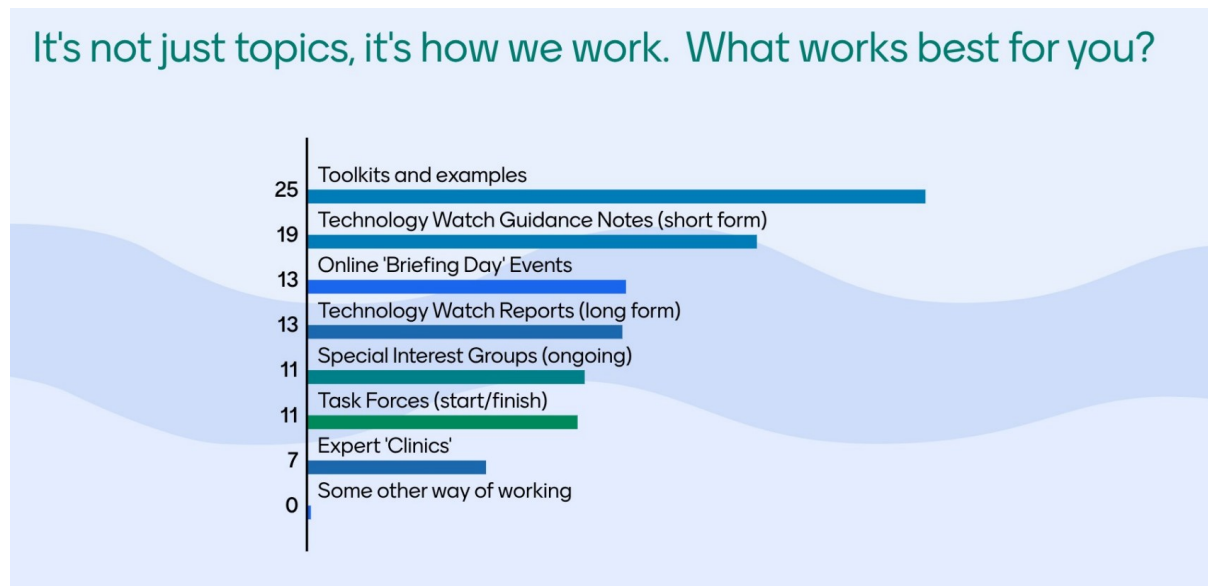 It's not just topics, it's how we work.  What works best for you?
Toolkits and examples
25
Technology Watch Guidance Notes (short form)
19
Online 'Briefing Day' Events
13
Technology Watch Reports (long form)
13
Special Interest Groups (ongoing)
11
Task Forces (start/finish)
11
Expert 'Clinics'
7
Some other way of working
0